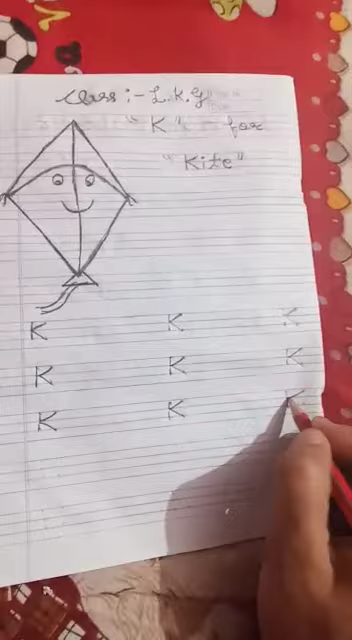 Class:- L.K.G
"K" for
"Kite"
K K K
K K K
K K K